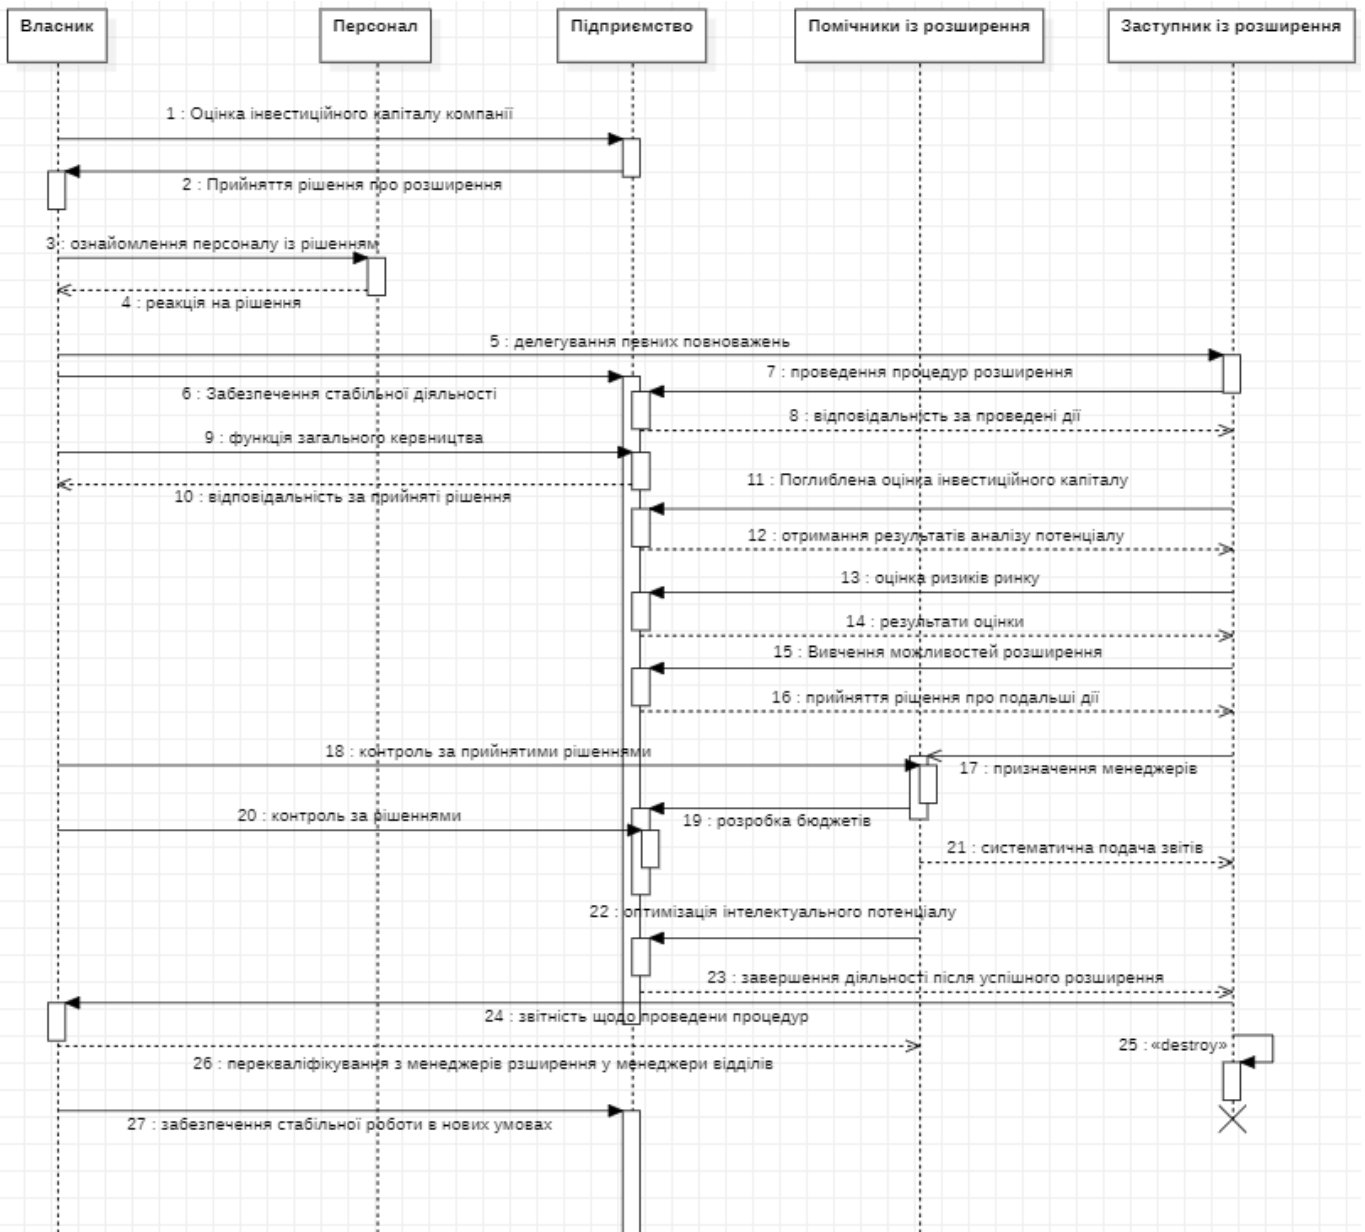 Власник
Персонал
Підприємство
Помічники із розширення
Заступник із розширення
1 : Оцінка інвестиційного капіталу компанії
2 : Прийняття рішення про розширення
3 : ознайомлення персоналу із рішенням
4 : реакція на рішення
5 : делегування певних повноважень
7 : проведення процедур розширення
6 : Забезпечення стабільної діяльності
8 : відповідальність за проведені дії
9 : функція загального кервництва
11 : Поглиблена оцінка інвестиційного капіталу
10 : відповідальність за прийняті рішення
12 : отримання результатів аналізу потенціалу
13 : оцінка ризиків ринку
14 : результати оцінки
15 : Вивчення можливостей розширення
16 : прийняття рішення про подальші дії
18 : контроль за прийнятими рішеннями
17 : призначення менеджерів
20 : контроль за рішеннями
19 : розробка бюджетів
21 : систематична подача звітів
22 : оптимізація інтелектуального потенціалу
23 : завершення діяльності після успішного розширення
24 : звітність щодо проведени процедур
25 : «destroy»
26 : перекваліфікування з менеджерів рзширення у менеджери відділів
27 : забезпечення стабільної роботи в нових умовах